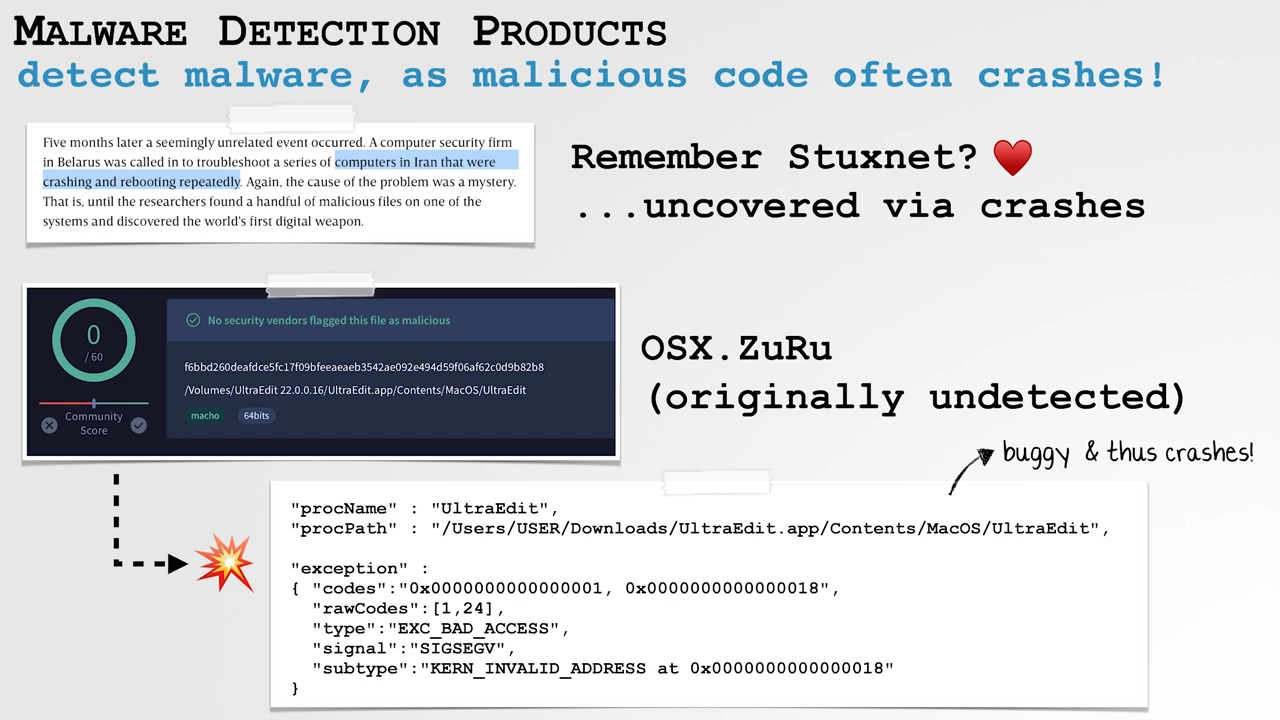 Malware Detection Products
detect malware, as malicious code often crashes!
Five months later a seemingly unrelated event occurred. A computer security firm
in Belarus was called in to troubleshoot a series of computers in Iran that were
crashing and rebooting repeatedly. Again, the cause of the problem was a mystery.
That is, until the researchers found a handful of malicious files on one of the
systems and discovered the world's first digital weapon.
Remember Stuxnet? ♥
...uncovered via crashes
0
/ 60
Community
Score
No security vendors flagged this file as malicious
f6bbd260deafdce5fc17f09bfeeaeaeb3542ae092e494d59f06af62c0d9b82b8
/Volumes/UltraEdit 22.0.0.16/UltraEdit.app/Contents/MacOS/UltraEdit
macho 64bits
OSX.ZuRu
(originally undetected)
buggy & thus crashes!
"procName" : "UltraEdit",
"procPath" : "/Users/USER/Downloads/UltraEdit.app/Contents/MacOS/UltraEdit",
"exception" :
{ "codes":"0x0000000000000001, 0x0000000000000018",
"rawCodes":[1,24],
"type":"EXC_BAD_ACCESS",
"signal":"SIGSEGV",
"subtype":"KERN_INVALID_ADDRESS at 0x0000000000000018"
}